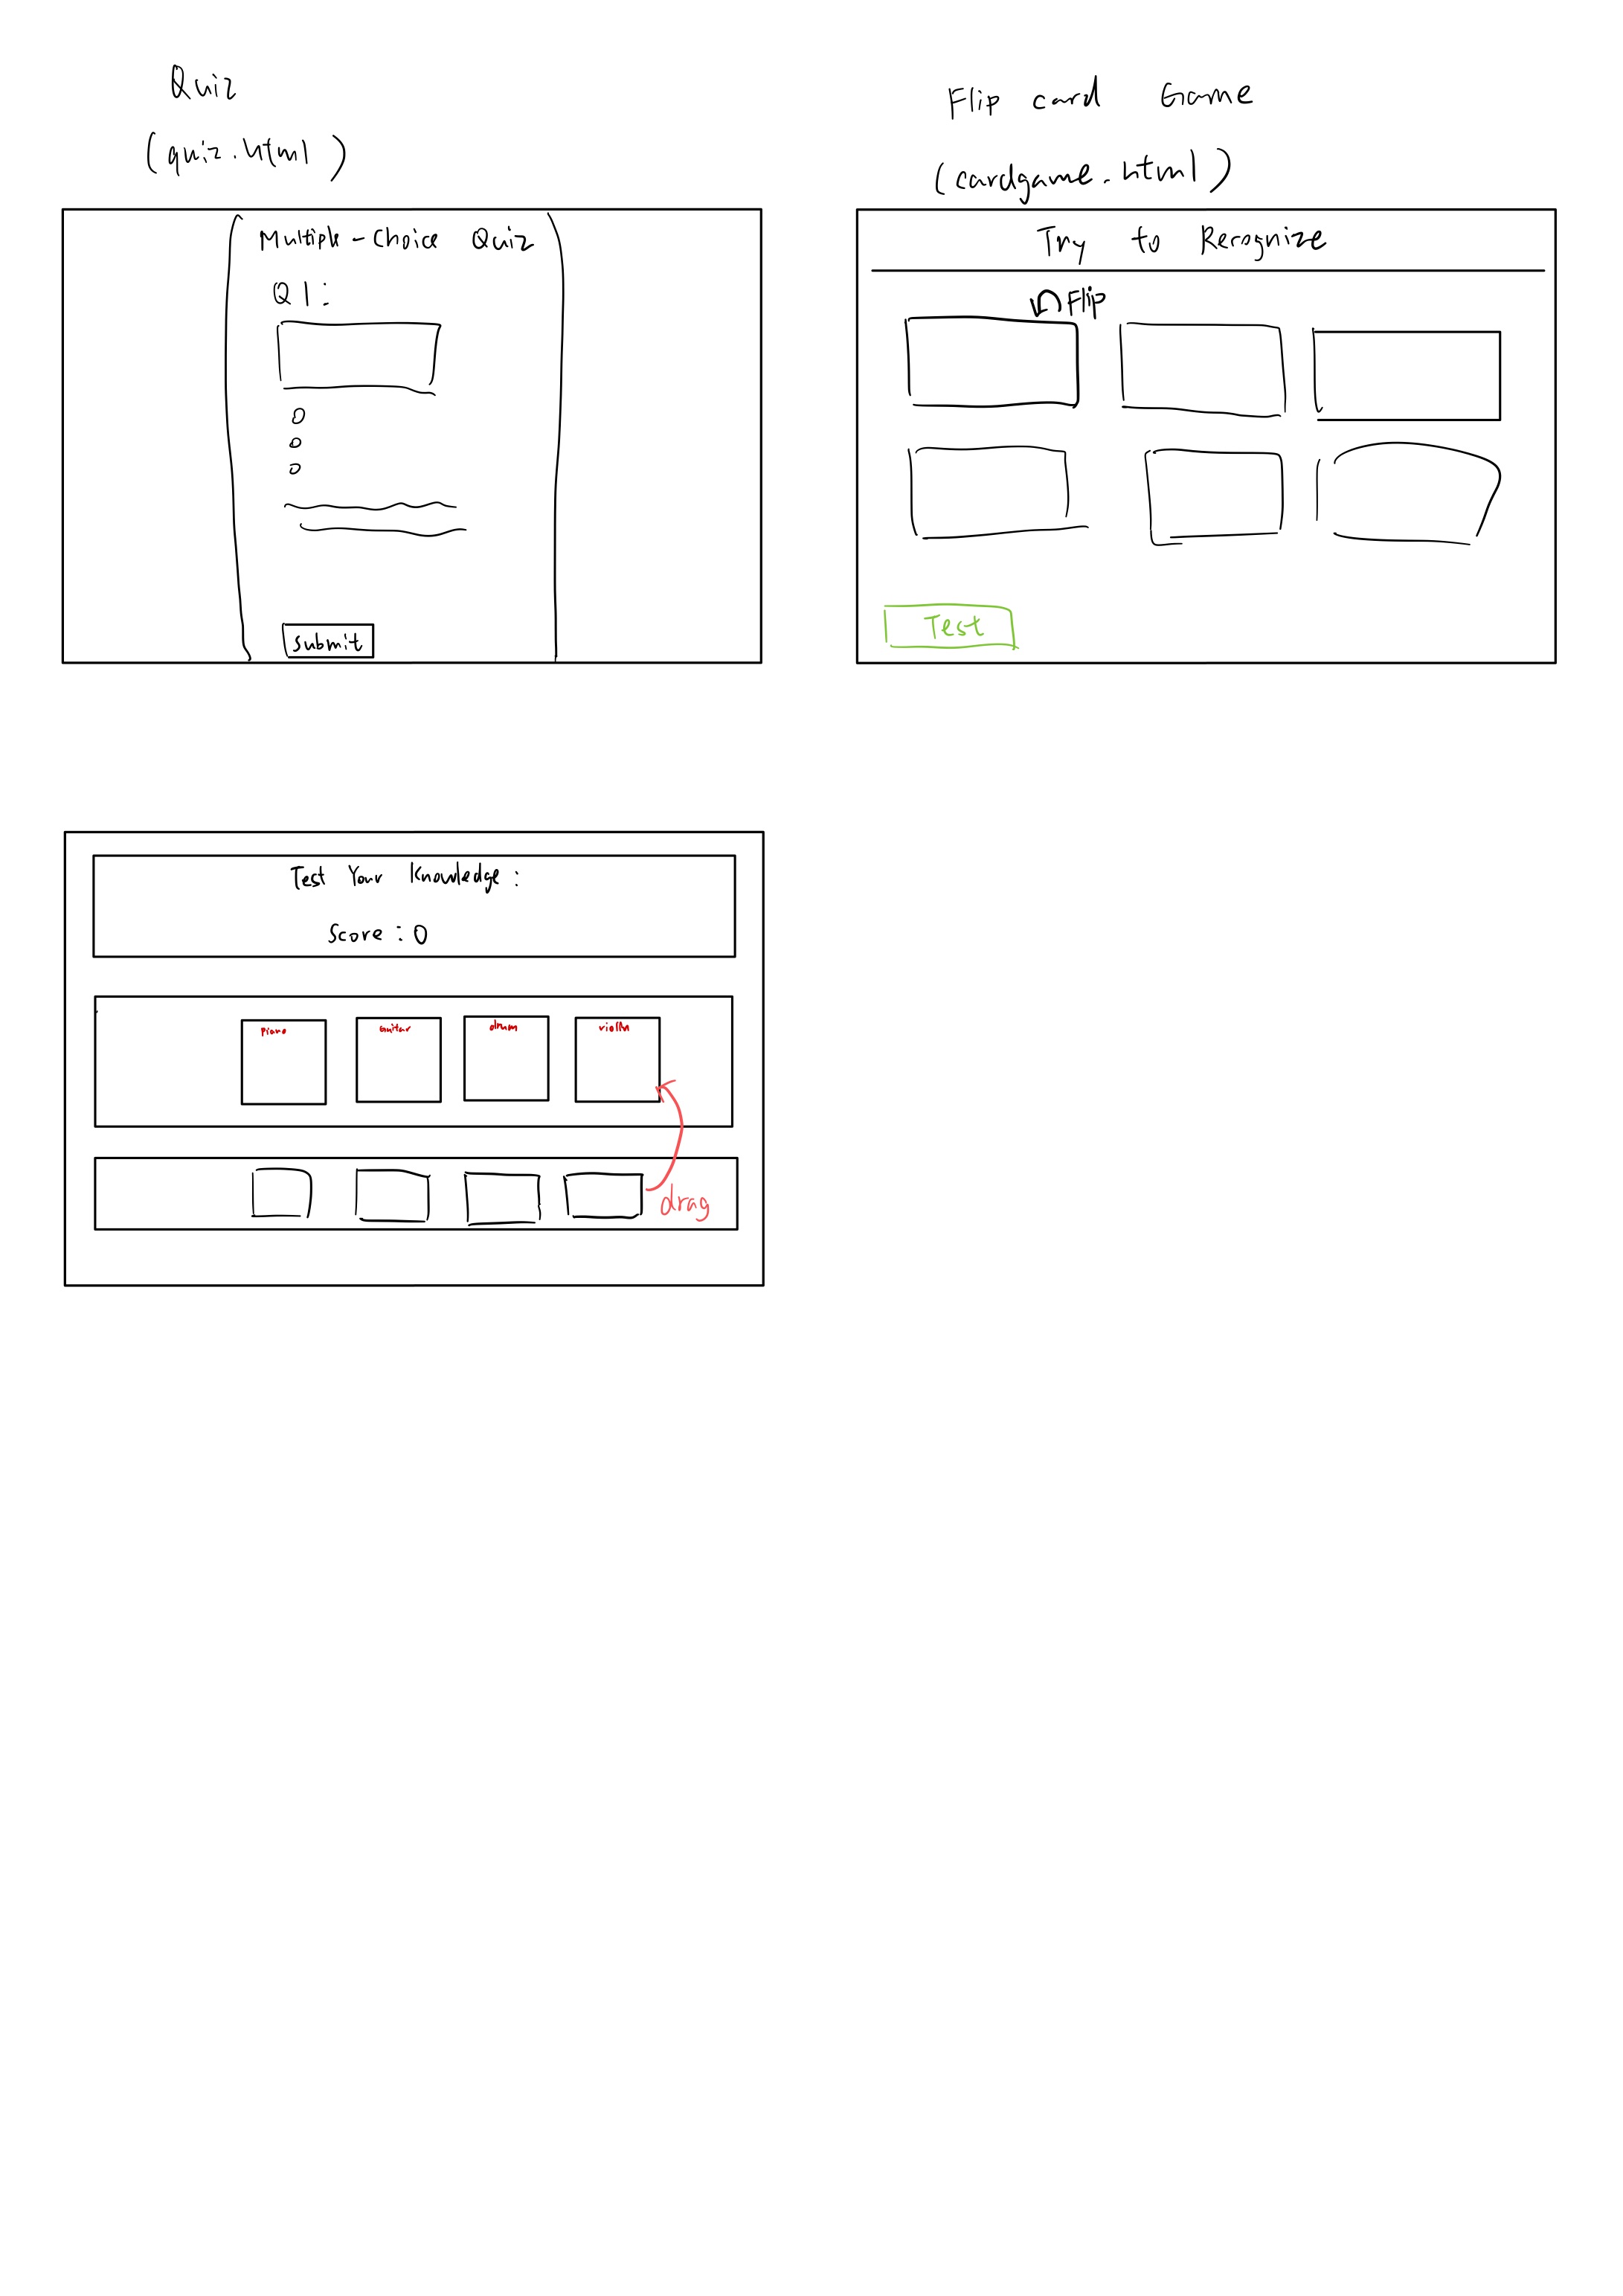 Quiz
(quiz.html)
Multiple-Choice Quiz
Q1:
Submit
Flip card Game
(cardgame.html)
Try to Recognize
Flip
Test
Test Your Knowledge:
Score: 0
Piano
Guitar
drum
violin
drag